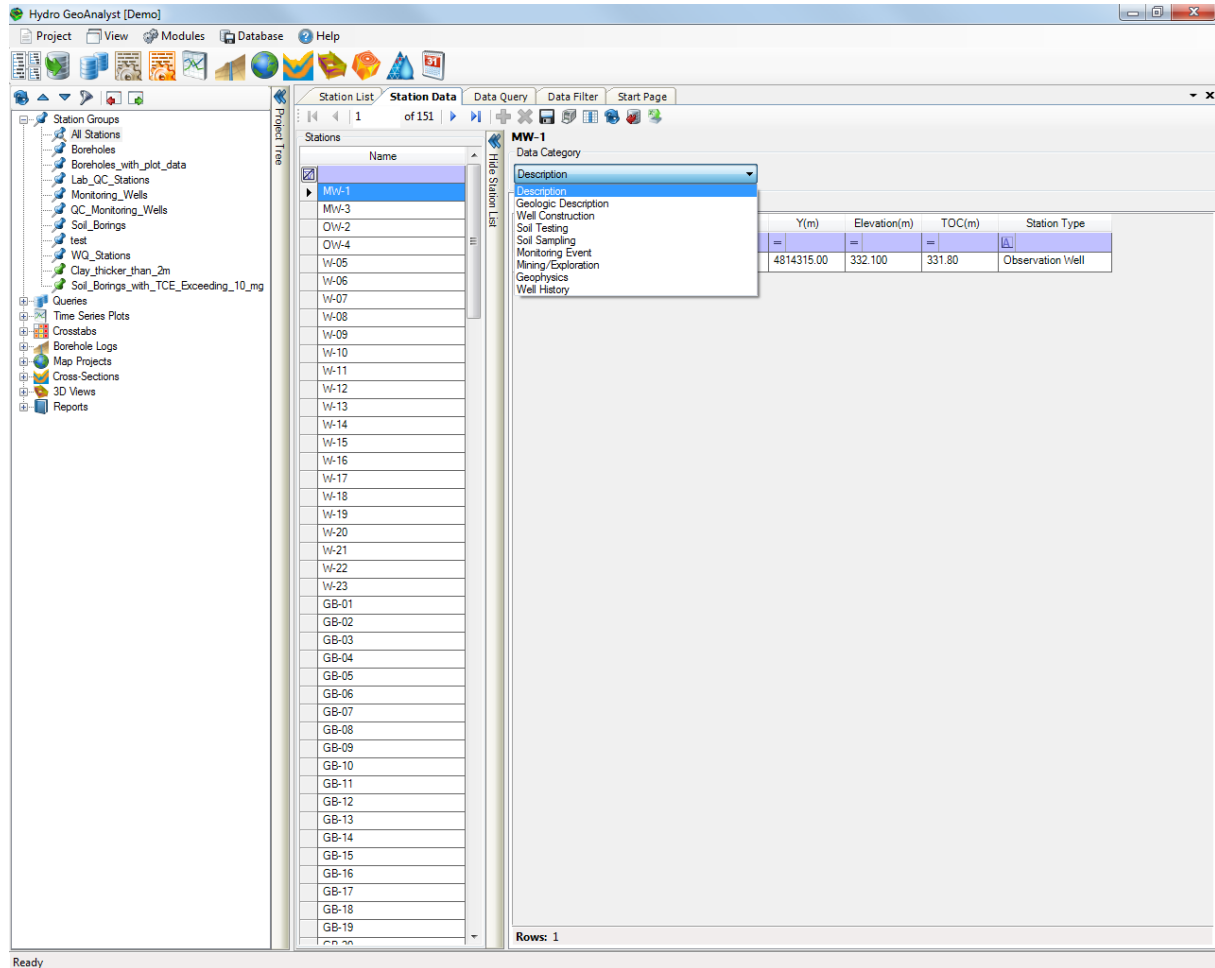 Hydro GeoAnalyst [Demo]
Project View Modules Database Help
Station List Station Data Data Query Data Filter Start Page
1 of 151
Project Tree
Station Groups
All Stations
Boreholes
Boreholes_with_plot_data
Lab_QC_Stations
Monitoring_Wells
QC_Monitoring_Wells
Soil_Borings
test
WQ_Stations
Clay_thicker_than_2m
Soil_Borings_with_TCE_Exceeding_10_mg
Queries
Time Series Plots
Crosstabs
Borehole Logs
Map Projects
Cross-Sections
3D Views
Reports
Stations
Name
MW-1
MW-3
OW-2
OW-4
W-05
W-06
W-07
W-08
W-09
W-10
W-11
W-12
W-13
W-14
W-15
W-16
W-17
W-18
W-19
W-20
W-21
W-22
W-23
GB-01
GB-02
GB-03
GB-04
GB-05
GB-06
GB-07
GB-08
GB-09
GB-10
GB-11
GB-12
GB-13
GB-14
GB-15
GB-16
GB-17
GB-18
GB-19
Hide Station List
MW-1
Data Category
Description
Description
Geologic Description
Well Construction
Soil Testing
Soil Sampling
Monitoring Event
Mining/Exploration
Geophysics
Well History
Y(m) Elevation(m) TOC(m) Station Type
= = = A
4814315.00 332.100 331.80 Observation Well
Rows: 1
Ready